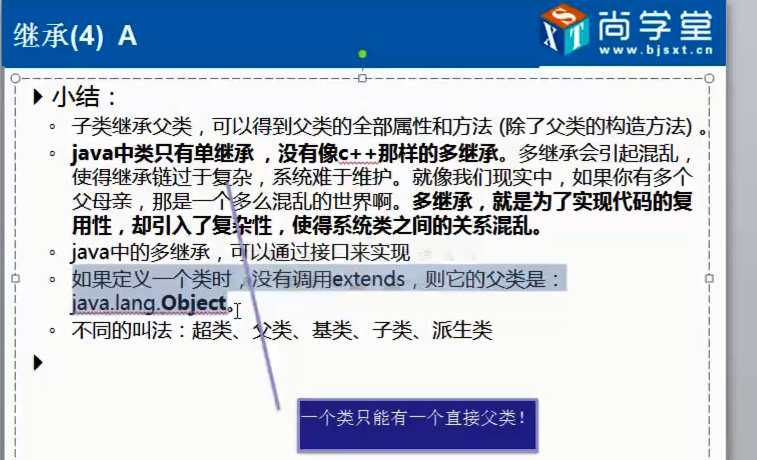 继承(4) A
SXT
尚学堂
www.bjsxt.cn
小结：
子类继承父类，可以得到父类的全部属性和方法 (除了父类的构造方法) 。
java中类只有单继承 ，没有像c++那样的多继承。多继承会引起混乱，
使得继承链过于复杂，系统难于维护。就像我们现实中，如果你有多个
父母亲，那是一个多么混乱的世界啊。多继承，就是为了实现代码的复
用性，却引入了复杂性，使得系统类之间的关系混乱。
java中的多继承，可以通过接口来实现
如果定义一个类时，没有调用extends，则它的父类是：
java.lang.Object。
不同的叫法：超类、父类、基类、子类、派生类
一个类只能有一个直接父类！